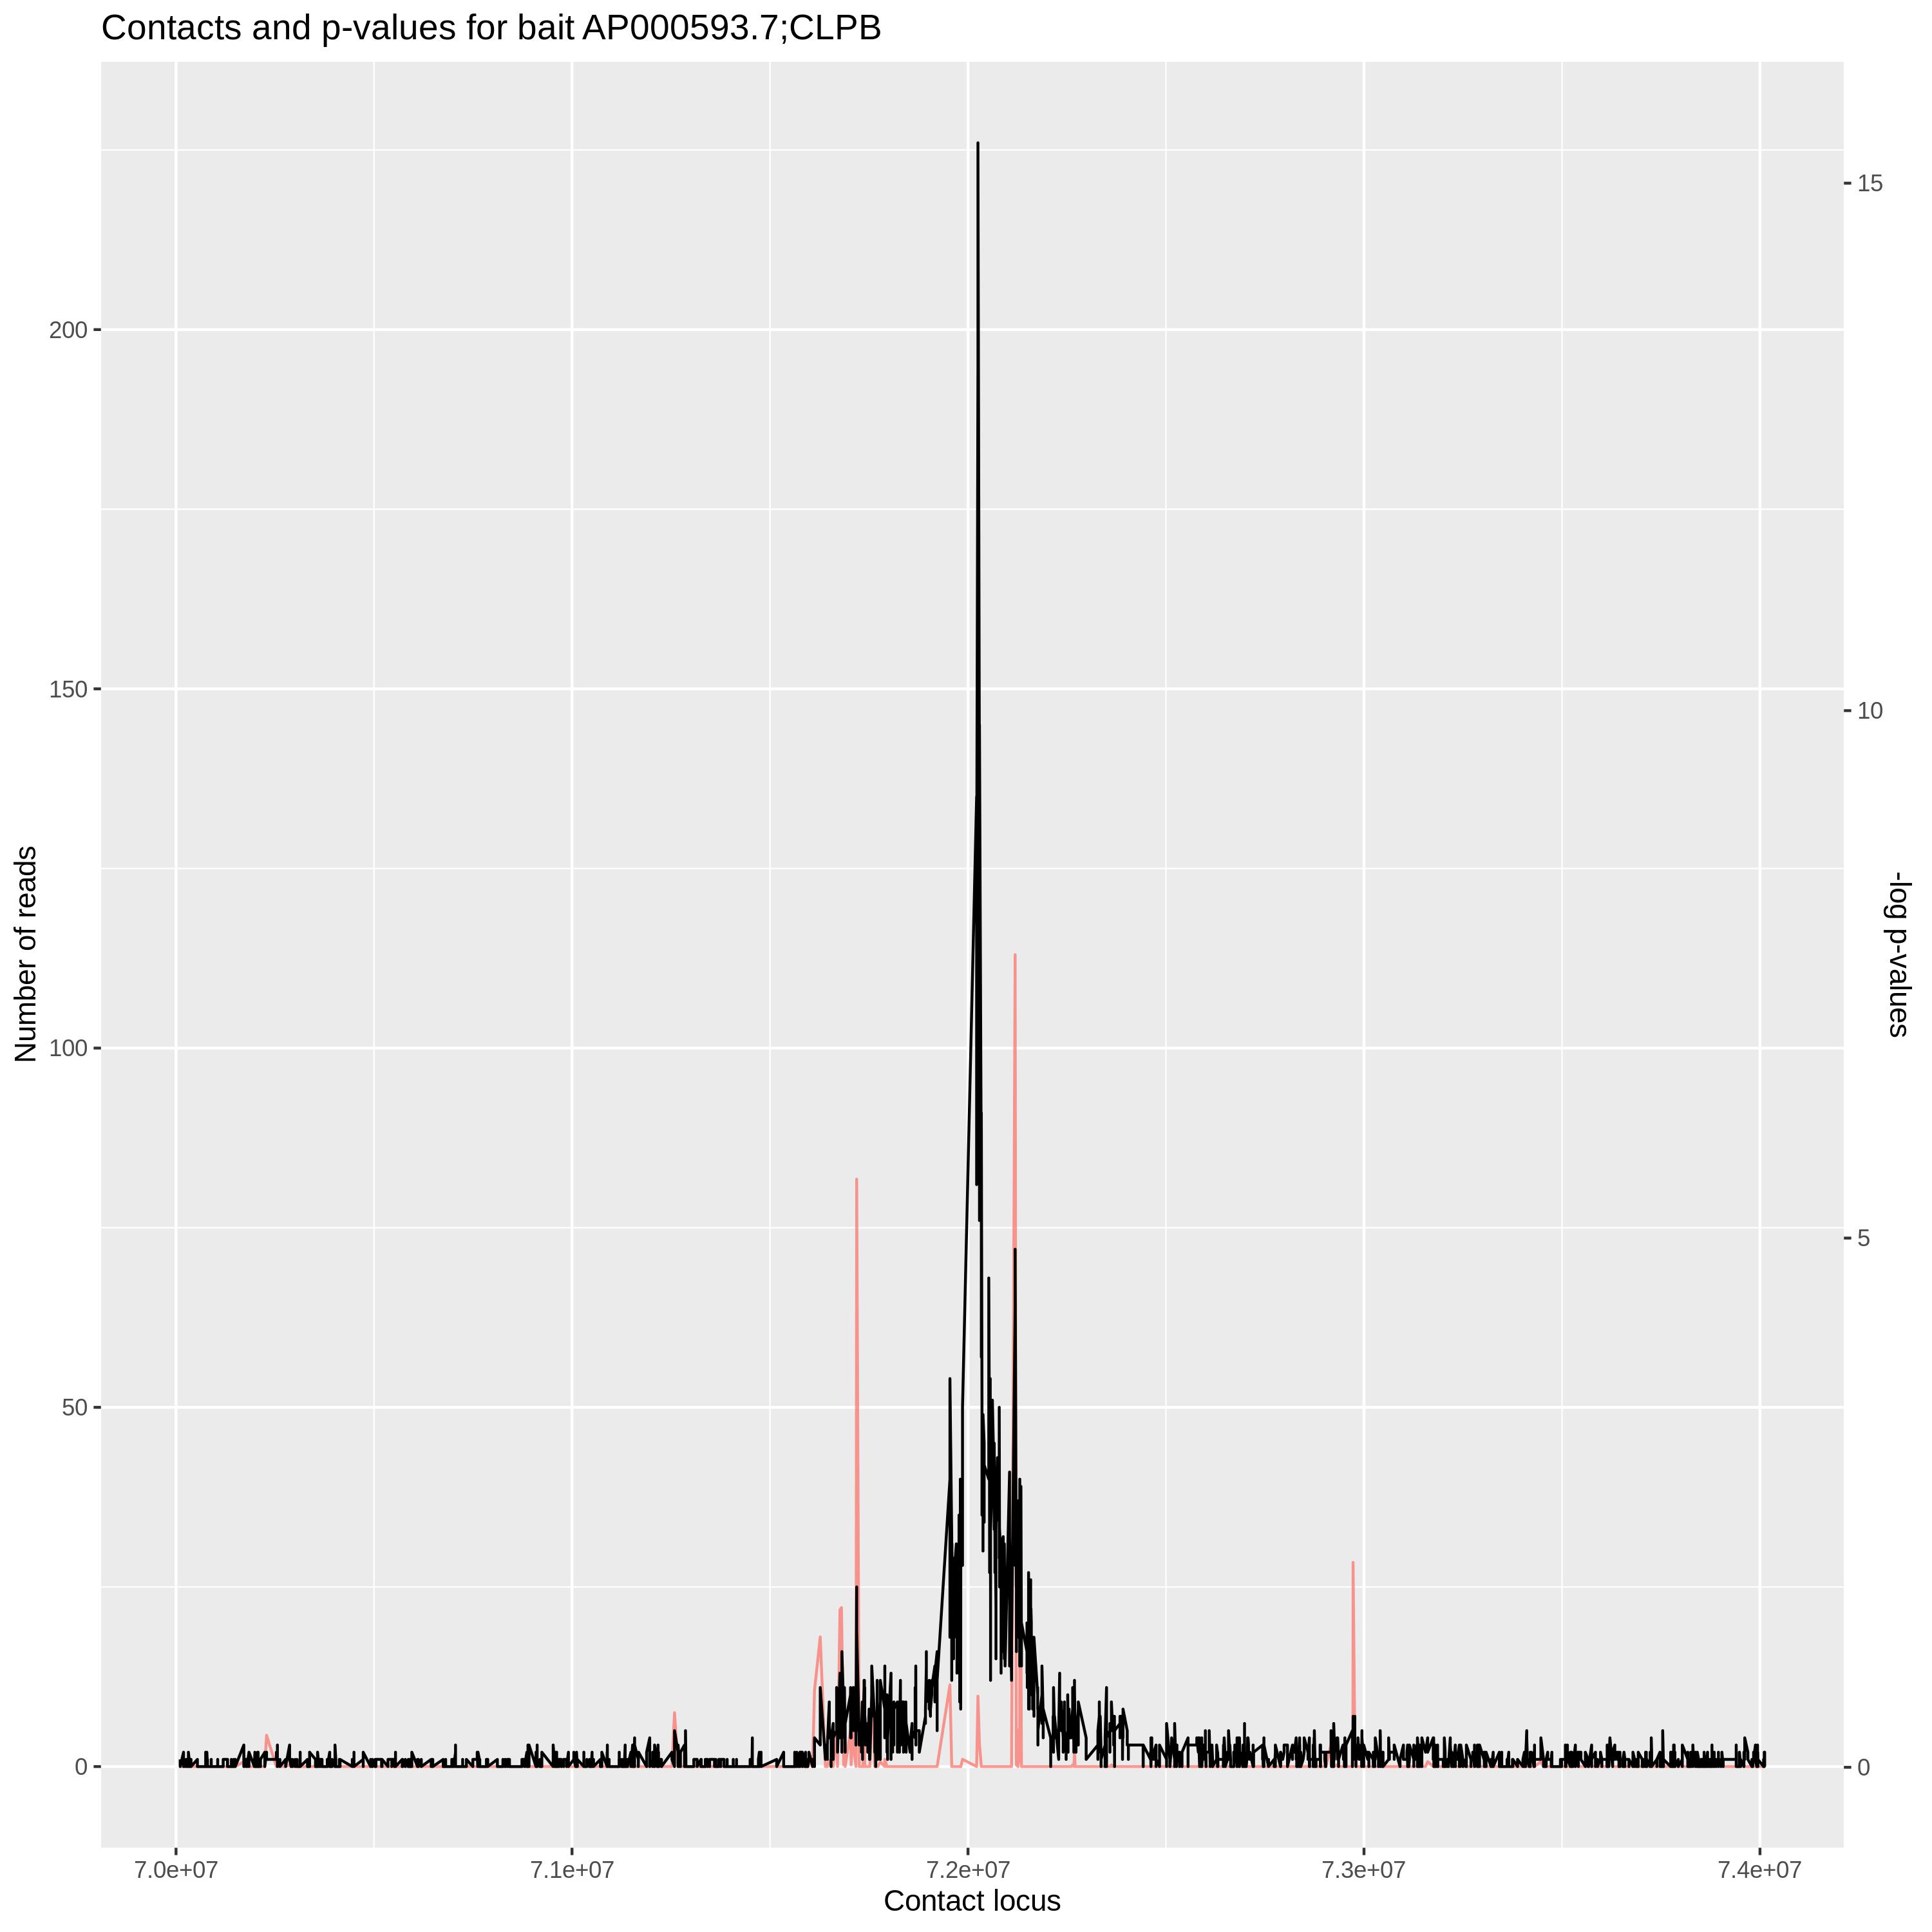 Contacts and p-values for bait AP000593.7;CLPB
Number of reads
200
150
100
50
0
15
10
5
0
-log p-values
7.0e+07
7.1e+07
7.2e+07
7.3e+07
7.4e+07
Contact locus